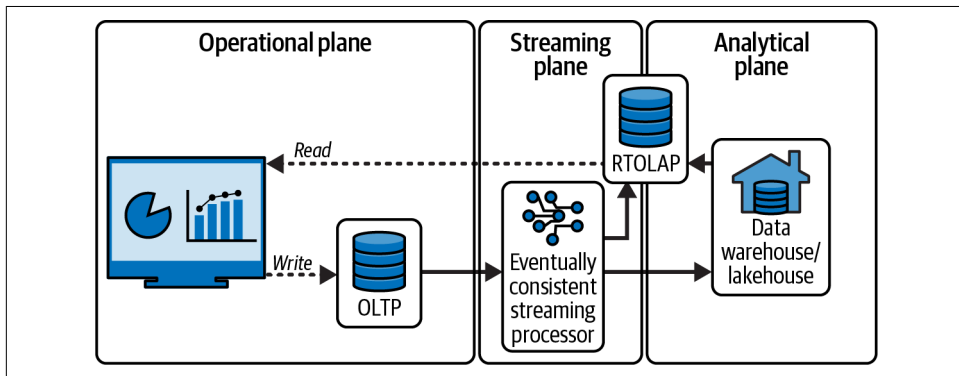 Operational plane
Streaming
plane
Analytical
plane
Read
RTOLAP
Write
OLTP
Eventually
consistent
streaming
processor
Data
warehouse/
lakehouse